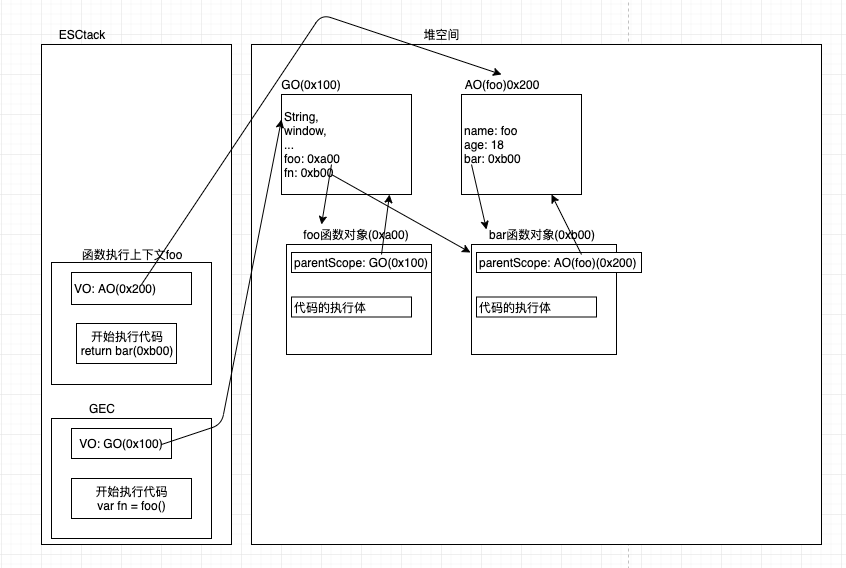 ESCtack
堆空间
GO(0x100)
String,
window,
...
foo: 0xa00
fn: 0xb00
AO(foo)0x200
name: foo
age: 18
bar: 0xb00
foo函数对象(0xa00)
parentScope: GO(0x100)
代码的执行体
bar函数对象(0xb00)
parentScope: AO(foo)(0x200)
代码的执行体
函数执行上下文foo
VO: AO(0x200)
开始执行代码
return bar(0xb00)
GEC
VO: GO(0x100)
开始执行代码
var fn = foo()